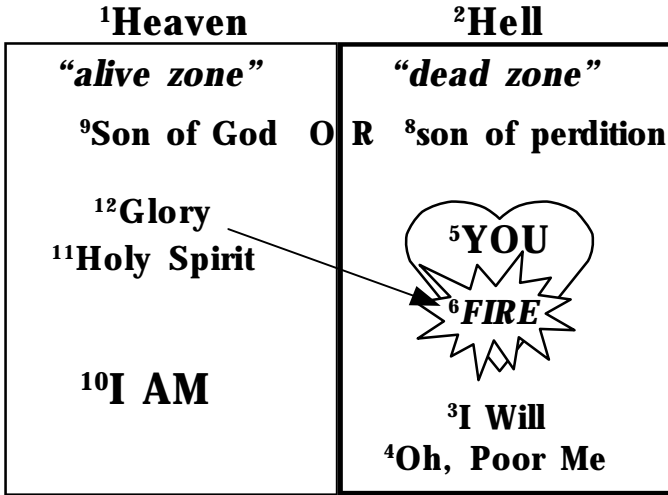 ¹Heaven ²Hell
“alive zone” “dead zone”
⁹Son of God OR ⁸son of perdition
¹²Glory
¹¹Holy Spirit
⁵YOU
⁶FIRE
¹⁰I AM
³I Will
⁴Oh, Poor Me